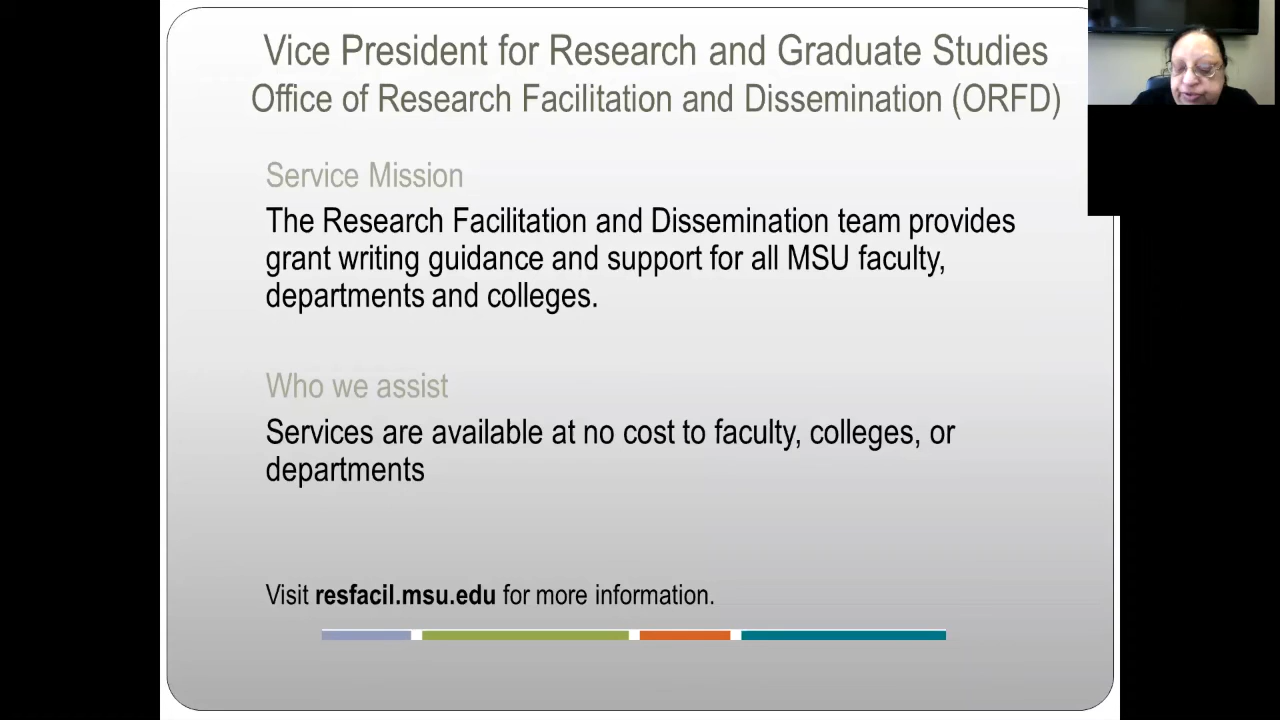 Vice President for Research and Graduate Studies
Office of Research Facilitation and Dissemination (ORFD)
Service Mission
The Research Facilitation and Dissemination team provides
grant writing guidance and support for all MSU faculty,
departments and colleges.
Who we assist
Services are available at no cost to faculty, colleges, or
departments
Visit resfacil.msu.edu for more information.